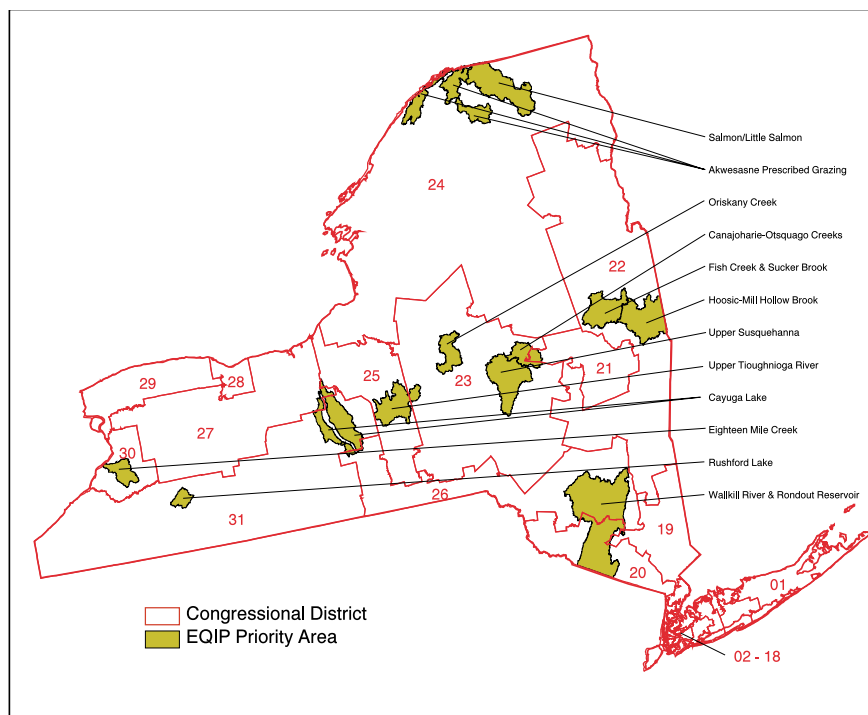 Salmon/Little Salmon
Akwesasne Prescribed Grazing
24
Oriskany Creek
Canajoharie-Otsquago Creeks
22
Fish Creek & Sucker Brook
Hoosic-Mill Hollow Brook
Upper Susquehanna
Upper Tioughnioga River
29
28
25
23
21
Cayuga Lake
27
Eighteen Mile Creek
30
Rushford Lake
26
Wallkill River & Rondout Reservoir
31
19
20
01
Congressional District
EQIP Priority Area
02 - 18